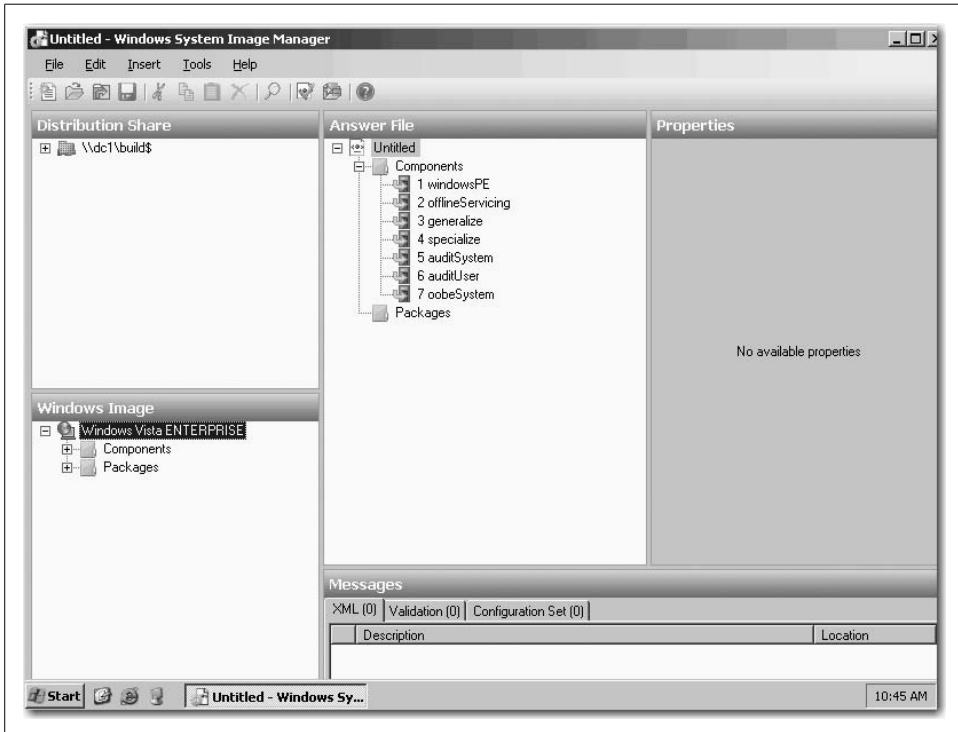 Untitled - Windows System Image Manager
File Edit Insert Tools Help
Distribution Share
\\dc1\build$
Answer File
Untitled
Components
1 windowsPE
2 offlineServicing
3 generalize
4 specialize
5 auditSystem
6 auditUser
7 oobeSystem
Packages
Properties
No available properties
Windows Image
Windows Vista ENTERPRISE
Components
Packages
Messages
XML (0) Validation (0) Configuration Set (0)
Description Location
Start Untitled - Windows Sy... 10:45 AM